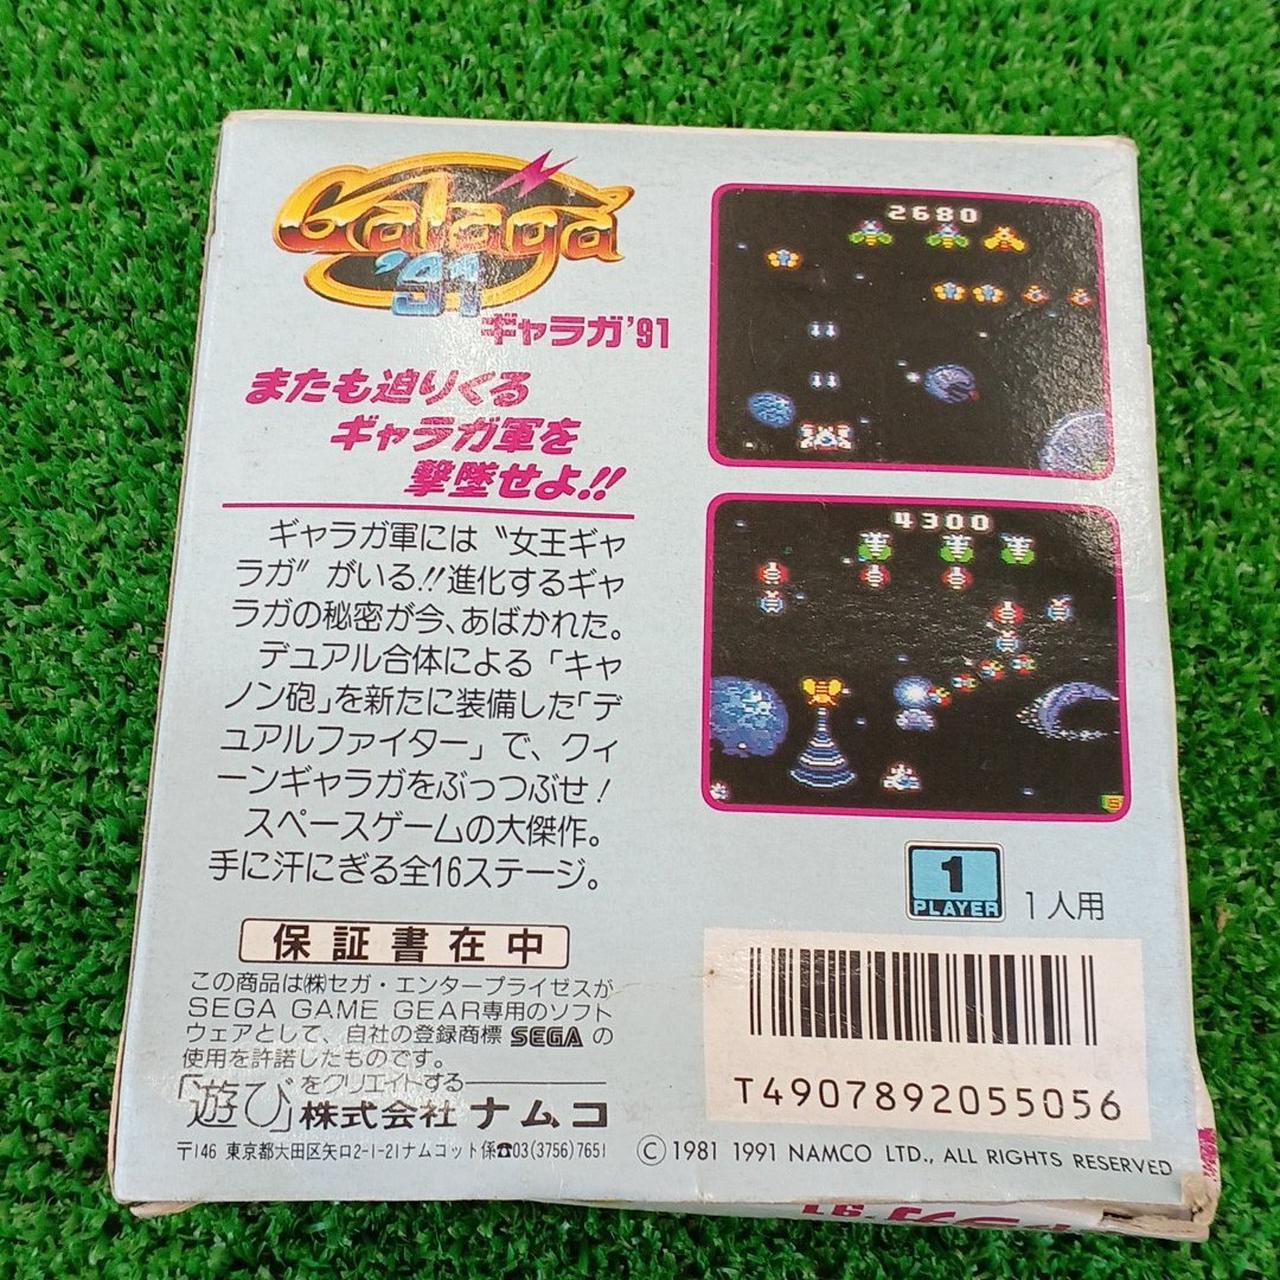 Galaga
'91
ギャラガ'91
またも迫りくる
ギャラガ軍を
撃墜せよ!!
ギャラガ軍には〝女王ギャ
ラガ〟がいる!!進化するギャ
ラガの秘密が今、あばかれた。
デュアル合体による「キャ
ノン砲」を新たに装備した「デ
ュアルファイター」で、クィ
ーンギャラガをぶっつぶせ!
スペースゲームの大傑作。
手に汗にぎる全16ステージ。
保証書在中
この商品は㈱セガ・エンタープライゼスが
SEGA GAME GEAR専用のソフト
ウェアとして、自社の登録商標 SEGA の
使用を許諾したものです。
「遊び」をクリエイトする
株式会社ナムコ
〒146 東京都大田区矢口2-1-21ナムコット係☎03(3756)7651
2680
4300
1
PLAYER
1人用
T4907892055056
© 1981 1991 NAMCO LTD., ALL RIGHTS RESERVED